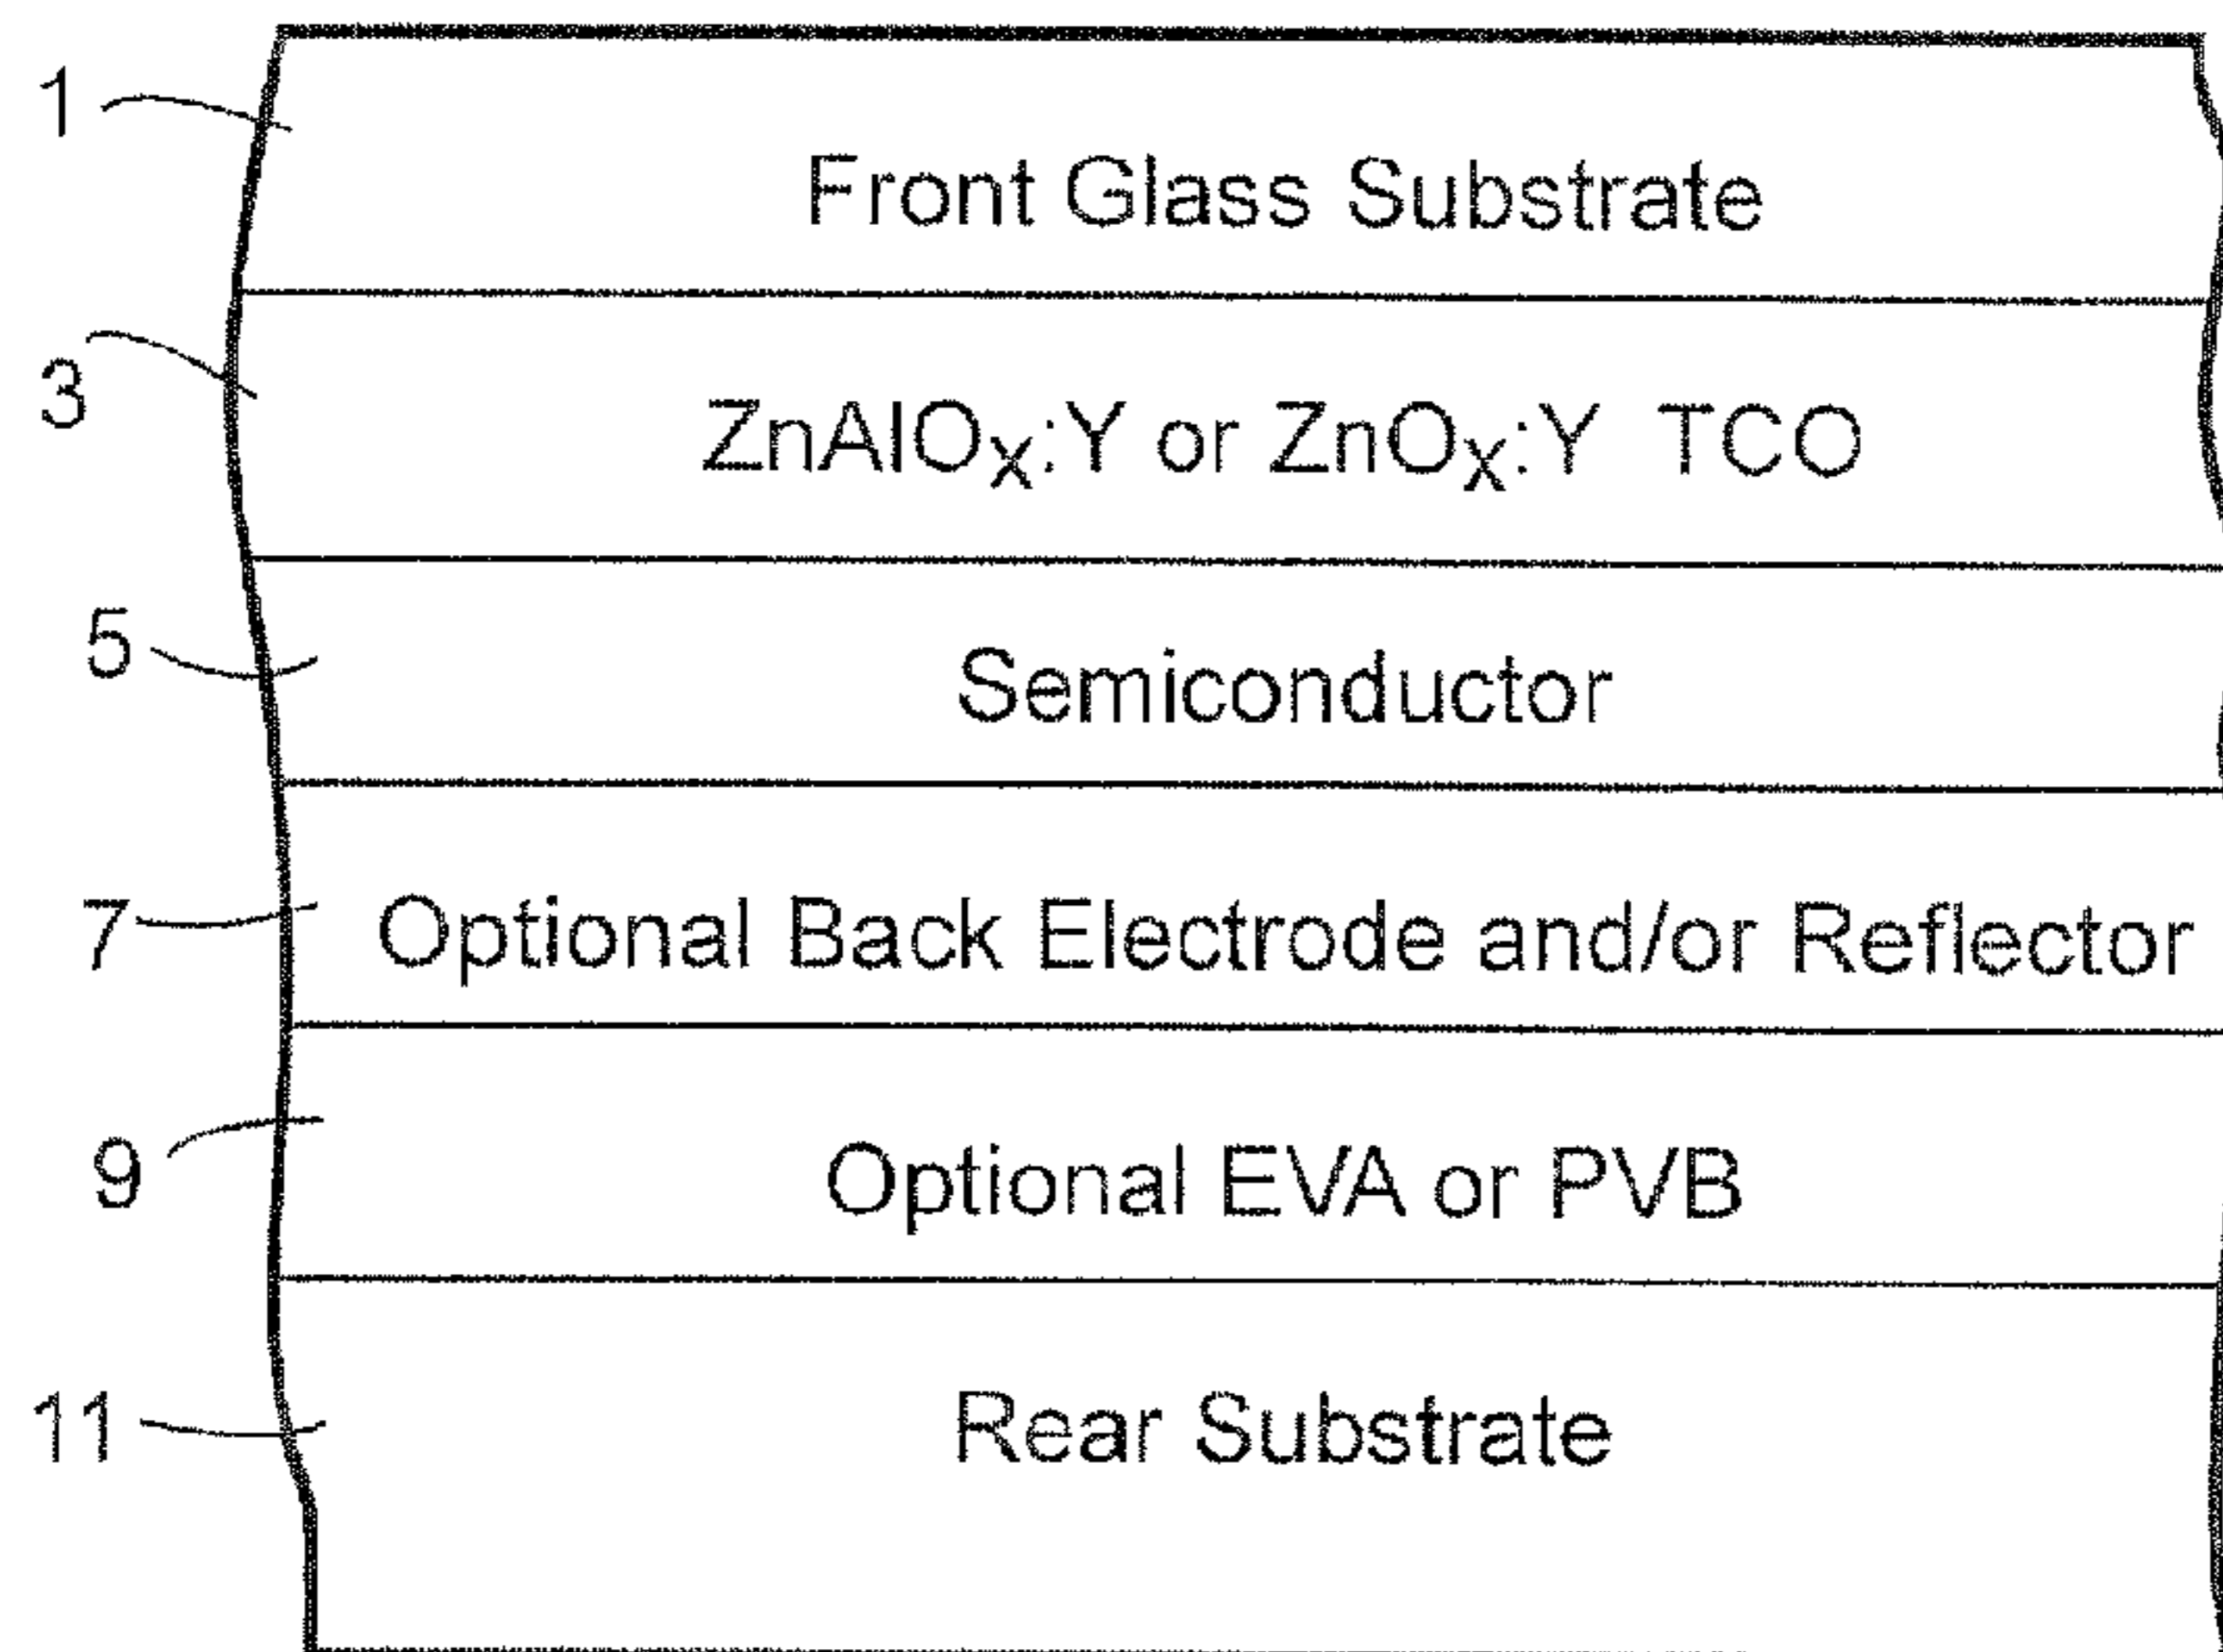 1
Front Glass Substrate
3
ZnAlOx:Y or ZnOx:Y TCO
5
Semiconductor
7
Optional Back Electrode and/or Reflector
9
Optional EVA or PVB
11
Rear Substrate